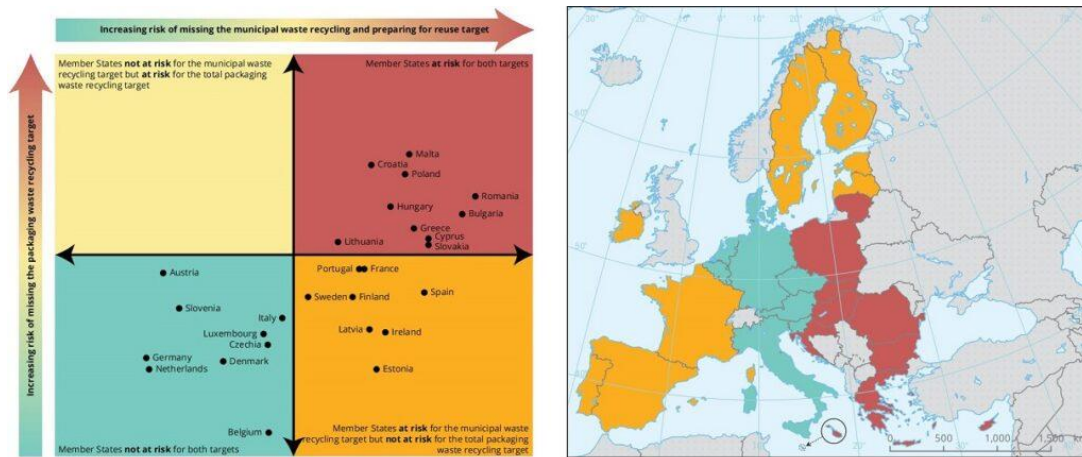 Increasing risk of missing the municipal waste recycling and preparing for reuse target
Increasing risk of missing the packaging waste recycling target
Member States not at risk for the municipal waste
recycling target but at risk for the total packaging
waste recycling target
Member States at risk for both targets
Malta
Croatia
Poland
Romania
Hungary
Bulgaria
Greece
Cyprus
Lithuania
Slovakia
Austria
Portugal
France
Spain
Sweden
Finland
Slovenia
Italy
Latvia
Ireland
Luxembourg
Czechia
Germany
Denmark
Netherlands
Estonia
Belgium
Member States not at risk for both targets
Member States at risk for the municipal waste
recycling target but not at risk for the total packaging
waste recycling target
0 500 1,000 1,500